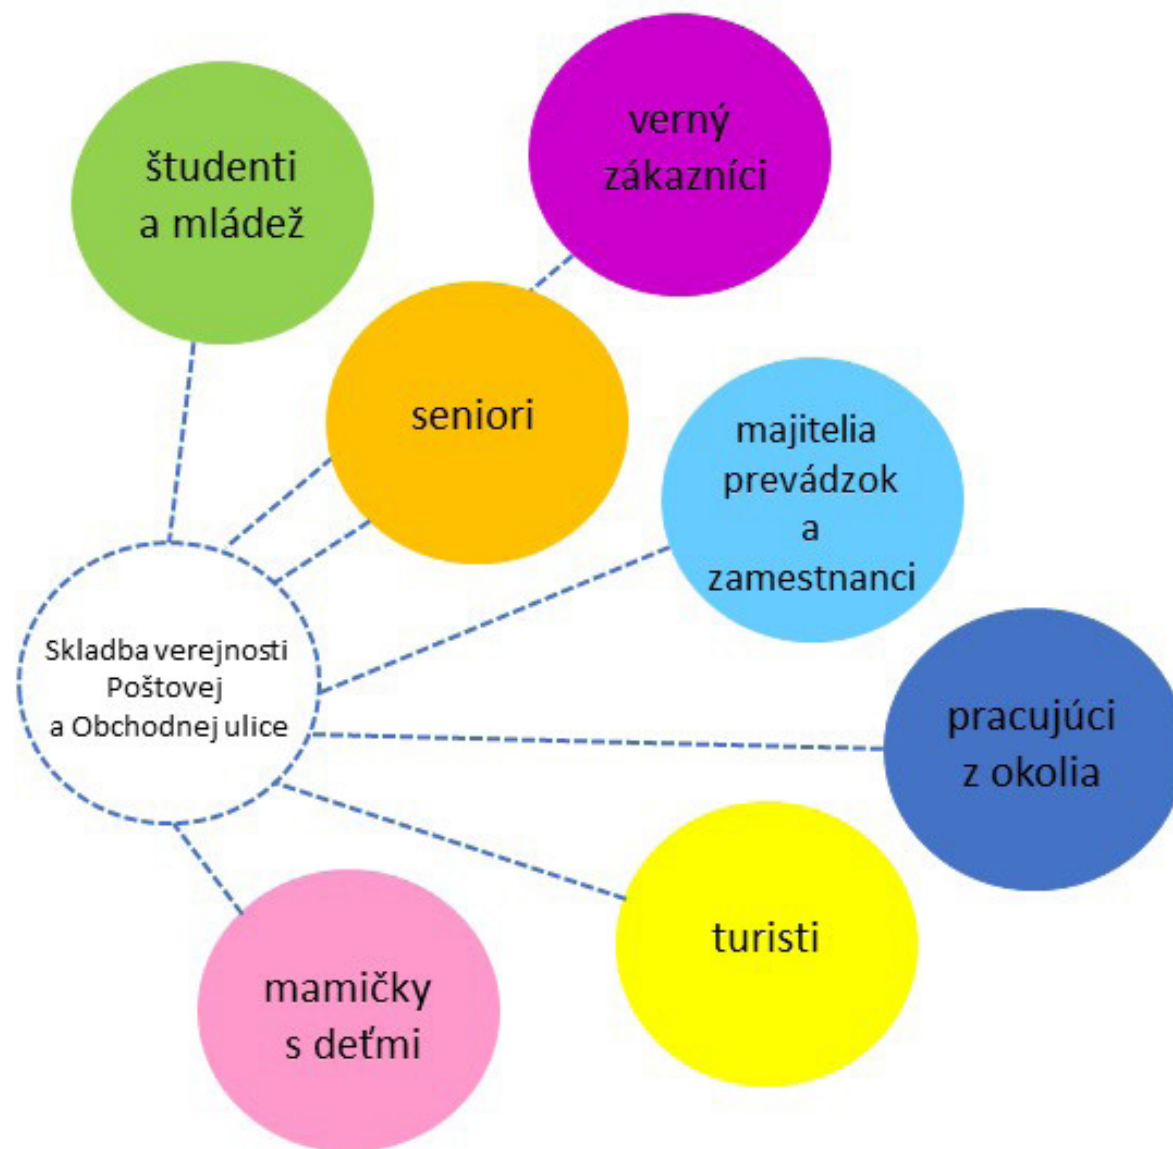 študenti
a mládež
verný
zákazníci
seniori
majitelia
prevádzok
a
zamestnanci
Skladba verejnosti
Poštovej
a Obchodnej ulice
pracujúci
z okolia
turisti
mamičky
s deťmi